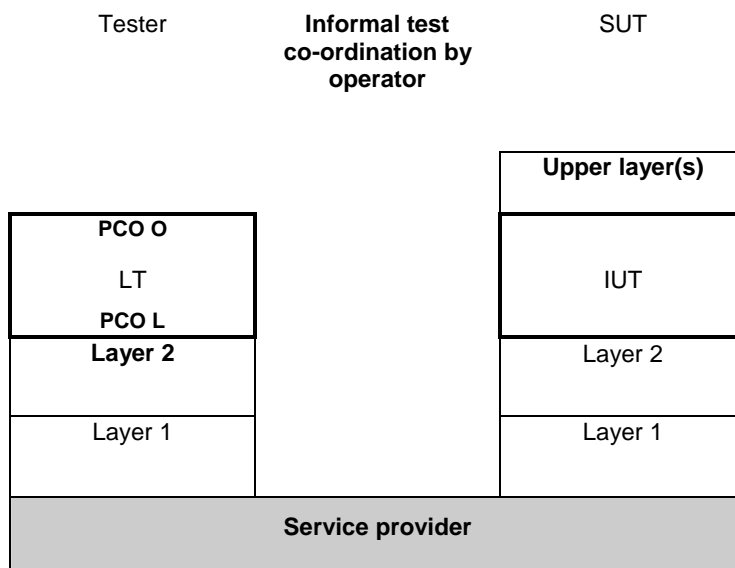 Tester
Informal test
co-ordination by
operator
SUT
Upper layer(s)
PCO O
LT
PCO L
IUT
Layer 2
Layer 2
Layer 1
Layer 1
Service provider